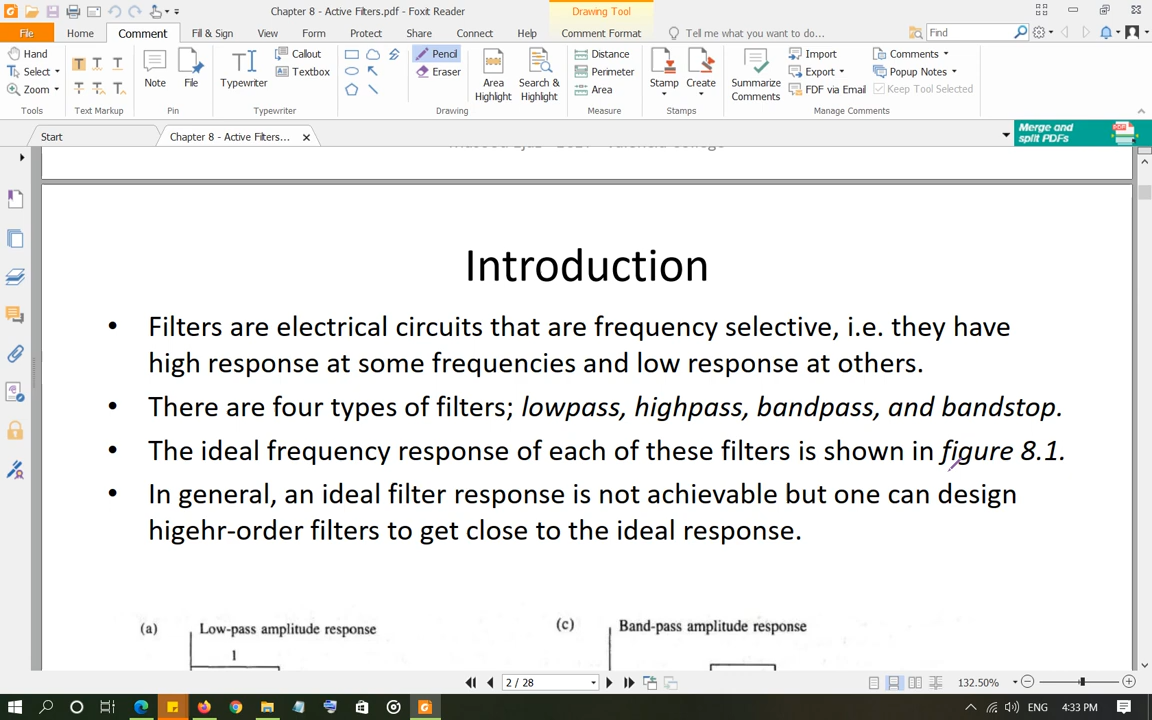 Chapter 8 - Active Filters.pdf - Foxit Reader
Drawing Tool
File Home Comment Fill & Sign View Form Protect Share Connect Help Comment Format Tell me what you want to do... Find
Hand
Select
Zoom
Tools
Text Markup
Note
File
Pin
Typewriter
Callout
Textbox
Typewriter
Pencil
Eraser
Drawing
Area Highlight
Search & Highlight
Distance
Perimeter
Area
Measure
Stamp
Create
Stamps
Summarize Comments
Import
Export
FDF via Email
Comments
Popup Notes
Keep Tool Selected
Manage Comments
Start
Chapter 8 - Active Filters...
Merge and
split PDFs
Introduction
• Filters are electrical circuits that are frequency selective, i.e. they have
high response at some frequencies and low response at others.
• There are four types of filters; lowpass, highpass, bandpass, and bandstop.
• The ideal frequency response of each of these filters is shown in figure 8.1.
• In general, an ideal filter response is not achievable but one can design
higehr-order filters to get close to the ideal response.
(a) Low-pass amplitude response
1
(c) Band-pass amplitude response
2 / 28
132.50%
ENG 4:33 PM